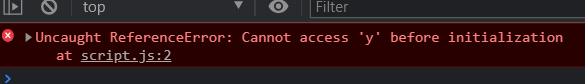 top
Filter
Uncaught ReferenceError: Cannot access 'y' before initialization
at script.js:2